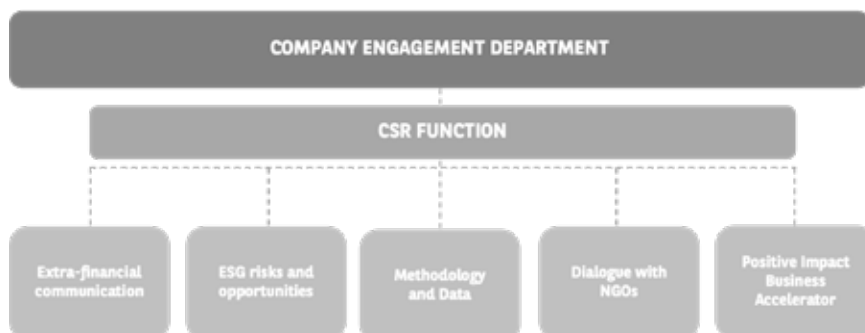 COMPANY ENGAGEMENT DEPARTMENT
CSR FUNCTION
Extra-financial
communication
ESG risks and
opportunities
Methodology
and Data
Dialogue with
NGOs
Positive Impact
Business
Accelerator